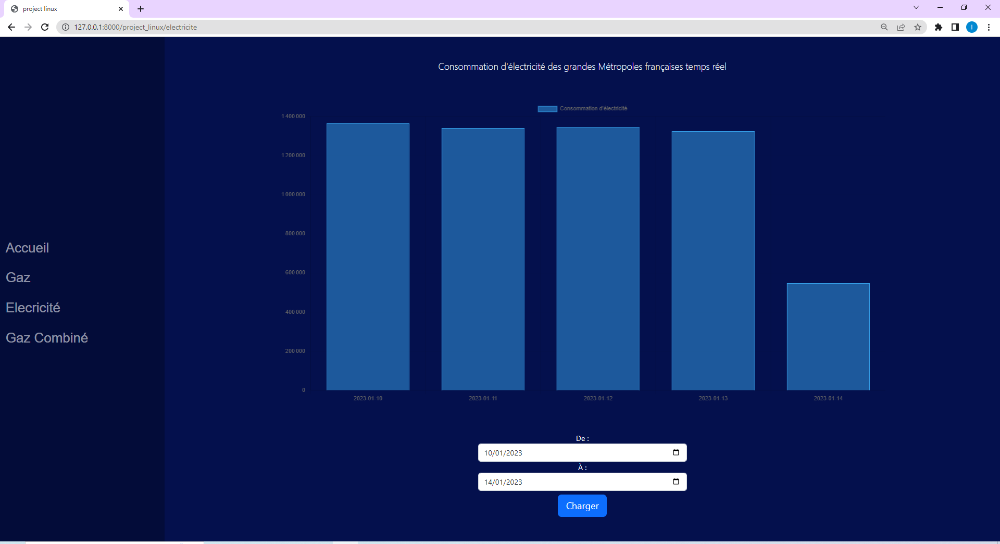 project linux
127.0.0.1:8000/project_linux/electricite
I
Consommation d'électricité des grandes Métropoles françaises temps réel
Consommation d'électricité
1 400 000
1 200 000
1 000 000
800 000
600 000
400 000
200 000
0
2023-01-10 2023-01-11 2023-01-12 2023-01-13 2023-01-14
Accueil
Gaz
Elecricité
Gaz Combiné
De :
10/01/2023
À :
14/01/2023
Charger